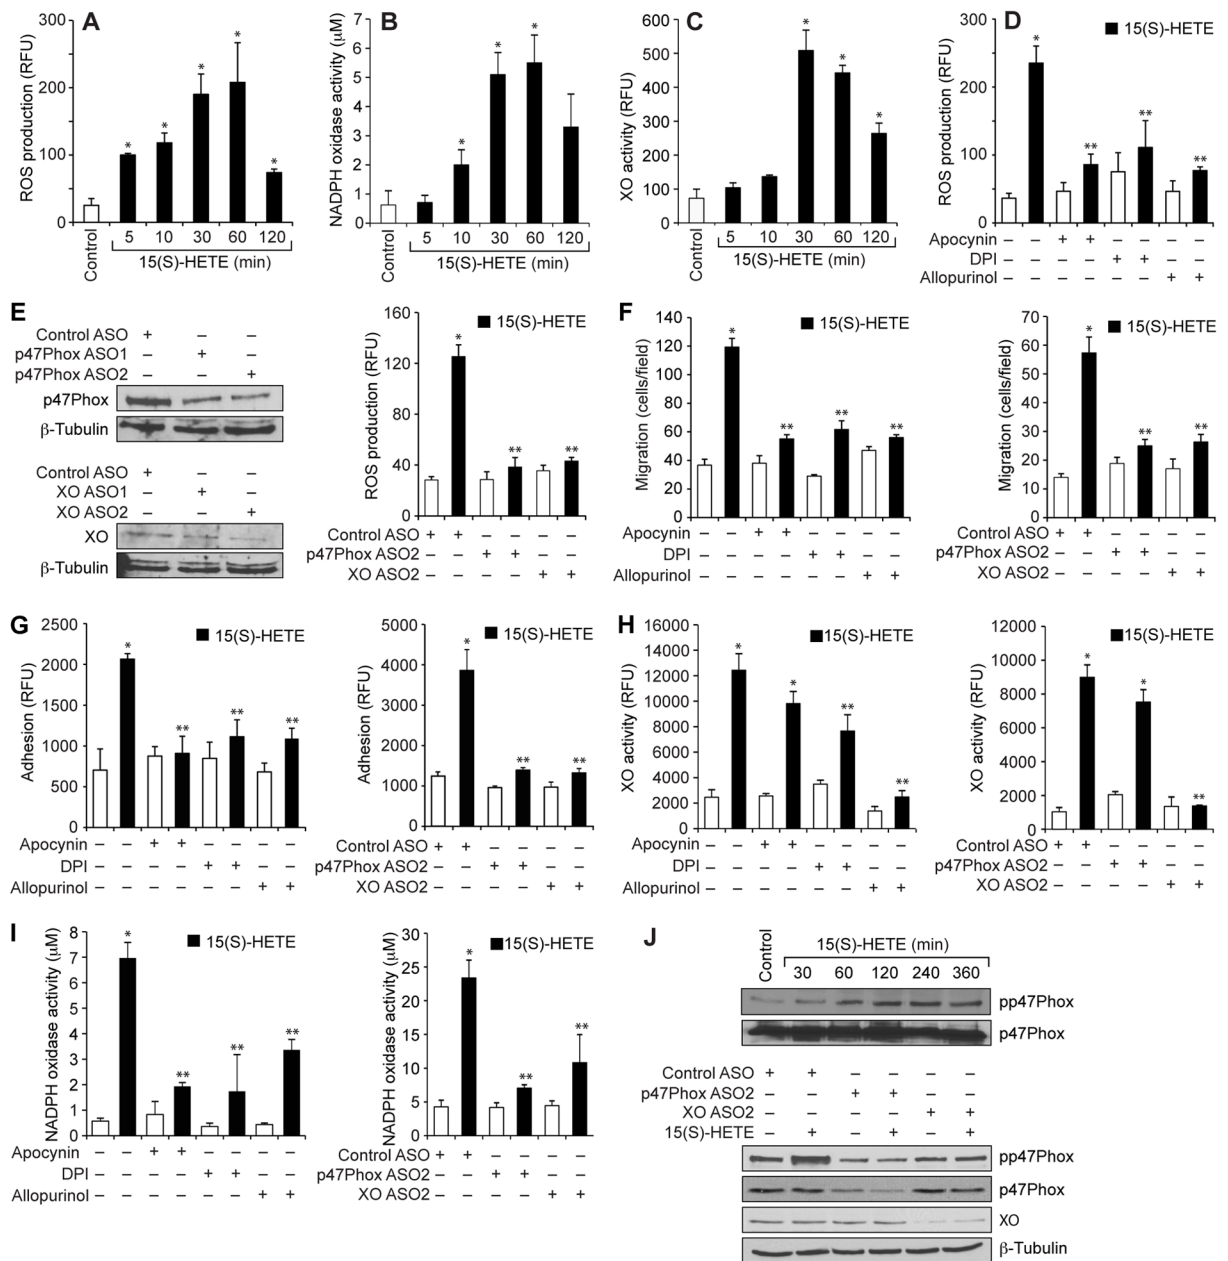 A
ROS production (RFU)
300
200
100
0
* * * * *
Control
5 10 30 60 120
15(S)-HETE (min)
B
NADPH oxidase activity (μM)
7
6
5
4
3
2
1
0
* * *
Control
5 10 30 60 120
15(S)-HETE (min)
C
XO activity (RFU)
600
500
400
300
200
100
0
* * *
Control
5 10 30 60 120
15(S)-HETE (min)
D
■ 15(S)-HETE
ROS production (RFU)
300
200
100
0
* ** ** **
Apocynin – – + + – – – –
DPI – – – – + + – –
Allopurinol – – – – – – + +
E
Control ASO + – –
p47Phox ASO1 – + –
p47Phox ASO2 – – +
p47Phox
β-Tubulin
Control ASO + – –
XO ASO1 – + –
XO ASO2 – – +
XO
β-Tubulin
■ 15(S)-HETE
ROS production (RFU)
160
120
80
40
0
* ** **
Control ASO + + – – – –
p47Phox ASO2 – – + + – –
XO ASO2 – – – – + +
F
■ 15(S)-HETE
Migration (cells/field)
140
120
100
80
60
40
20
0
* ** ** **
Apocynin – – + + – – – –
DPI – – – – + + – –
Allopurinol – – – – – – + +
■ 15(S)-HETE
Migration (cells/field)
70
60
50
40
30
20
10
0
* ** **
Control ASO + + – – – –
p47Phox ASO2 – – + + – –
XO ASO2 – – – – + +
G
■ 15(S)-HETE
Adhesion (RFU)
2500
2000
1500
1000
500
0
* ** ** **
Apocynin – – + + – – – –
DPI – – – – + + – –
Allopurinol – – – – – – + +
■ 15(S)-HETE
Adhesion (RFU)
5000
4000
3000
2000
1000
0
* ** **
Control ASO + + – – – –
p47Phox ASO2 – – + + – –
XO ASO2 – – – – + +
H
■ 15(S)-HETE
XO activity (RFU)
16000
14000
12000
10000
8000
6000
4000
2000
0
* * ** **
Apocynin – – + + – – – –
DPI – – – – + + – –
Allopurinol – – – – – – + +
■ 15(S)-HETE
XO activity (RFU)
12000
10000
8000
6000
4000
2000
0
* * **
Control ASO + + – – – –
p47Phox ASO2 – – + + – –
XO ASO2 – – – – + +
I
■ 15(S)-HETE
NADPH oxidase activity (μM)
8
7
6
5
4
3
2
1
0
* ** ** **
Apocynin – – + + – – – –
DPI – – – – + + – –
Allopurinol – – – – – – + +
■ 15(S)-HETE
NADPH oxidase activity (μM)
30
25
20
15
10
5
0
* ** **
Control ASO + + – – – –
p47Phox ASO2 – – + + – –
XO ASO2 – – – – + +
J
Control
15(S)-HETE (min)
30 60 120 240 360
pp47Phox
p47Phox
Control ASO + + – – – –
p47Phox ASO2 – – + + – –
XO ASO2 – – – – + +
15(S)-HETE – + – + – +
pp47Phox
p47Phox
XO
β-Tubulin